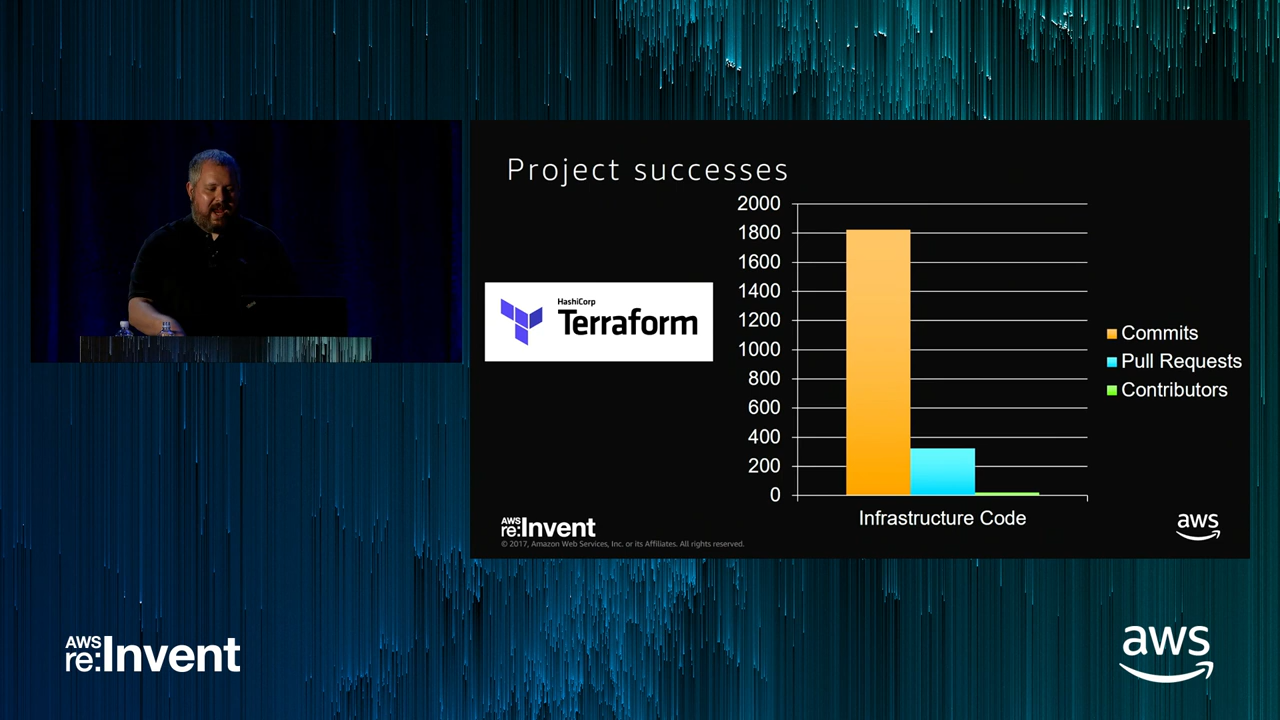 Project successes
HashiCorp
Terraform
2000
1800
1600
1400
1200
1000
800
600
400
200
0
Infrastructure Code
Commits
Pull Requests
Contributors
AWS
re:Invent
© 2017, Amazon Web Services, Inc. or its Affiliates. All rights reserved.
aws
AWS
re:Invent
aws